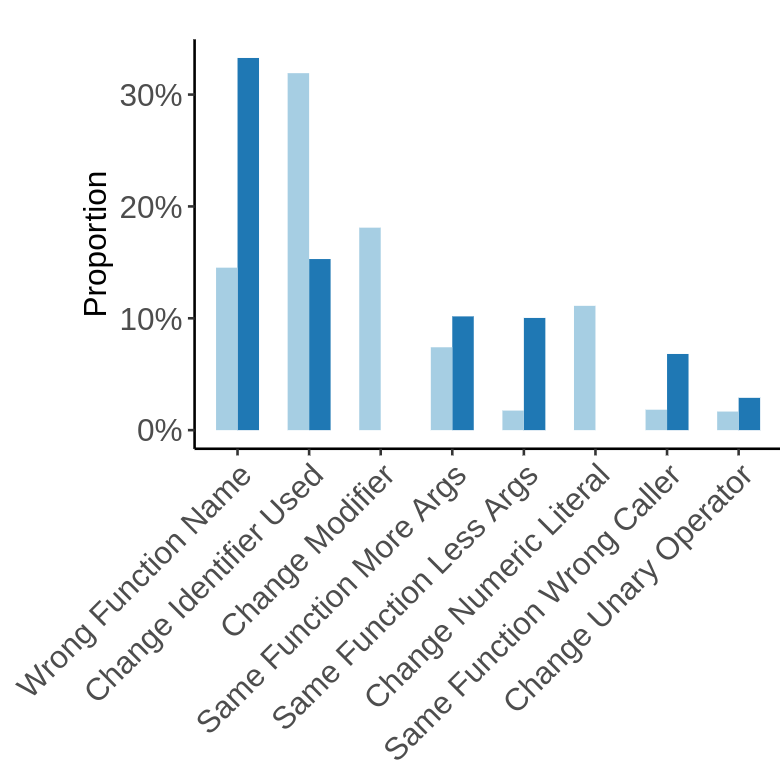 Proportion
30%
20%
10%
0%
Wrong Function Name
Change Identifier Used
Change Modifier
Same Function More Args
Same Function Less Args
Change Numeric Literal
Same Function Wrong Caller
Change Unary Operator